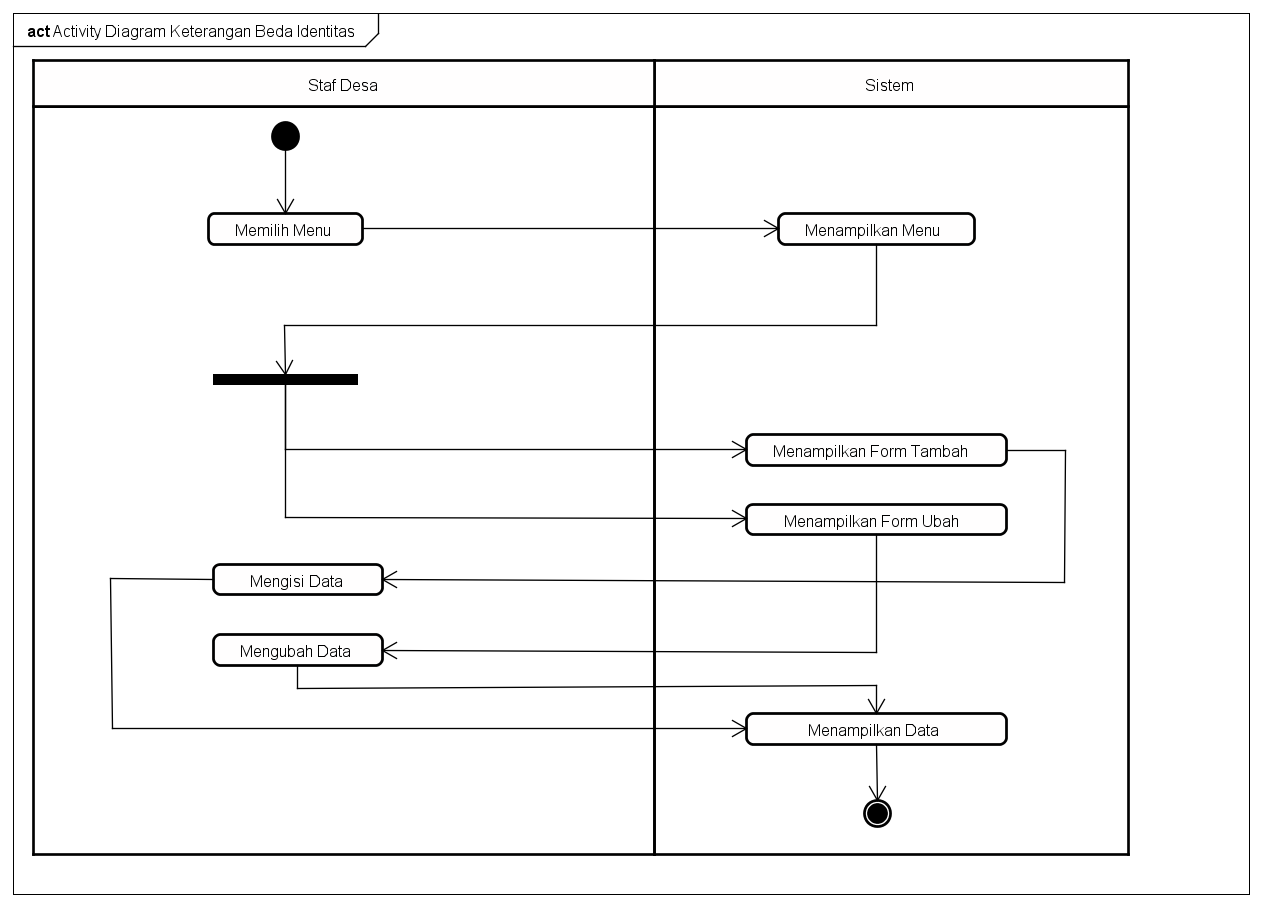 act Activity Diagram Keterangan Beda Identitas
Staf Desa
Sistem
Memilih Menu
Menampilkan Menu
Menampilkan Form Tambah
Menampilkan Form Ubah
Mengisi Data
Mengubah Data
Menampilkan Data